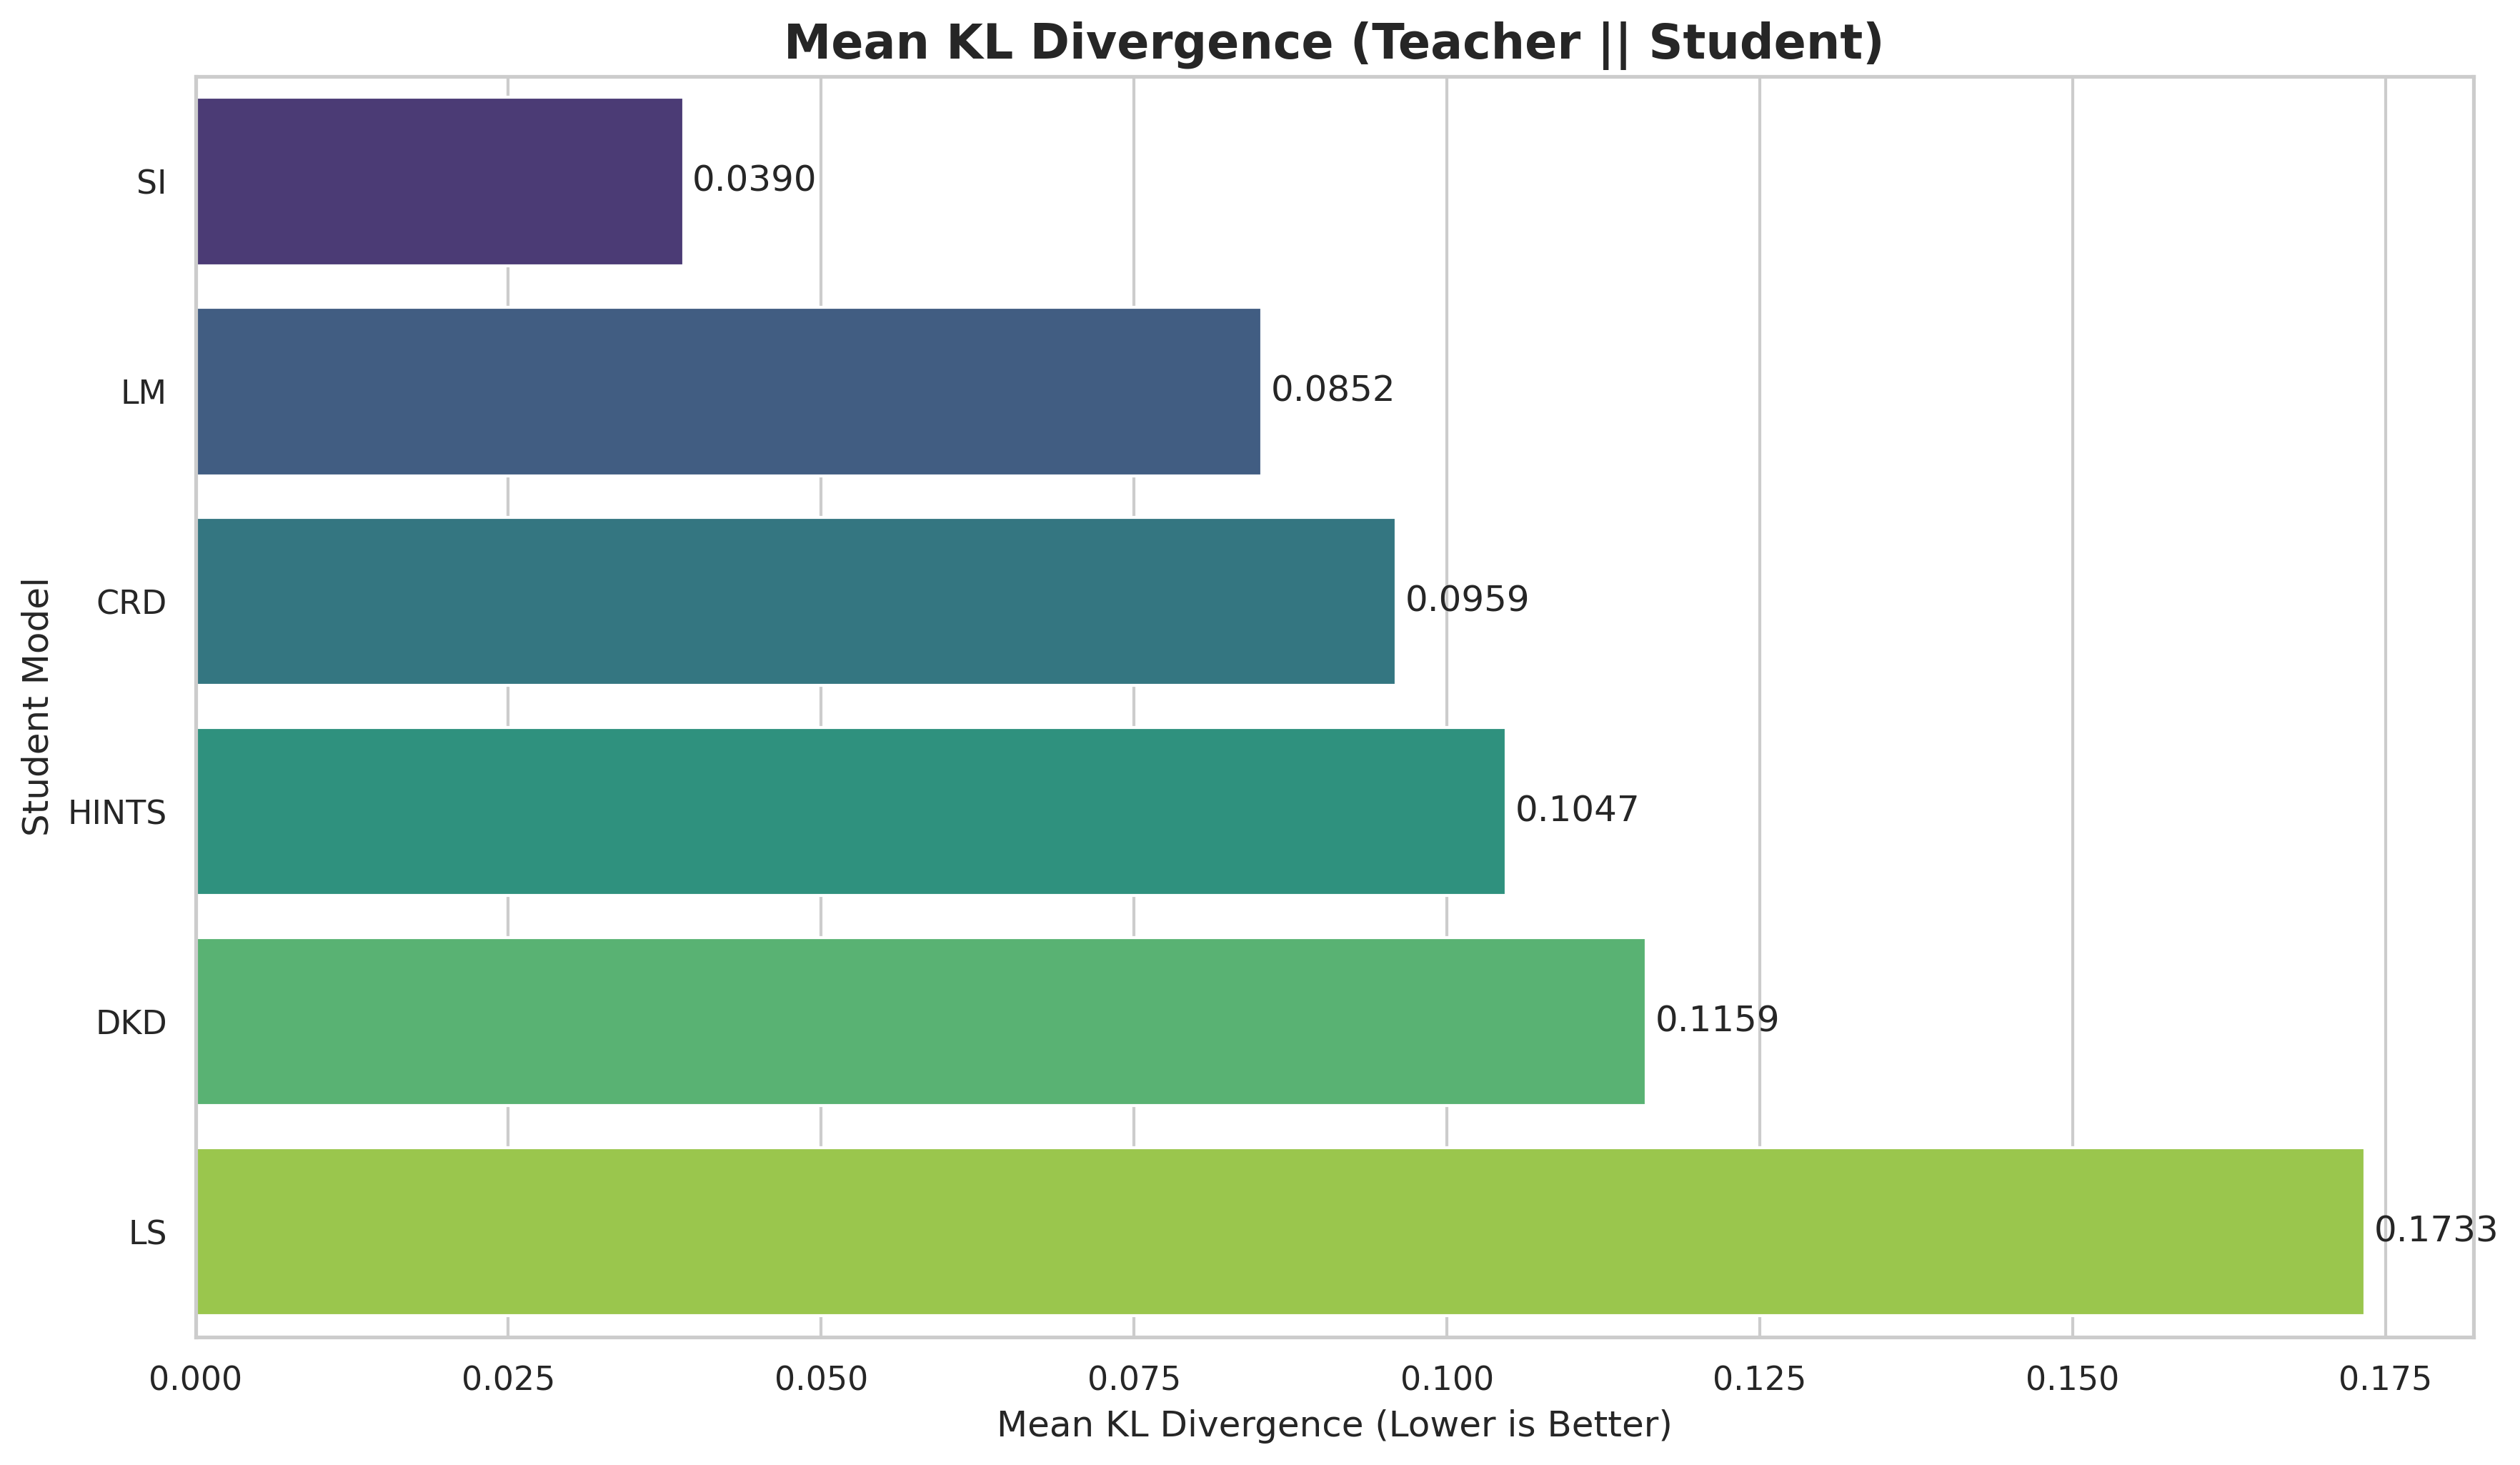 Mean KL Divergence (Teacher || Student)
Student Model
SI
0.0390
LM
0.0852
CRD
0.0959
HINTS
0.1047
DKD
0.1159
LS
0.1733
0.000 0.025 0.050 0.075 0.100 0.125 0.150 0.175
Mean KL Divergence (Lower is Better)